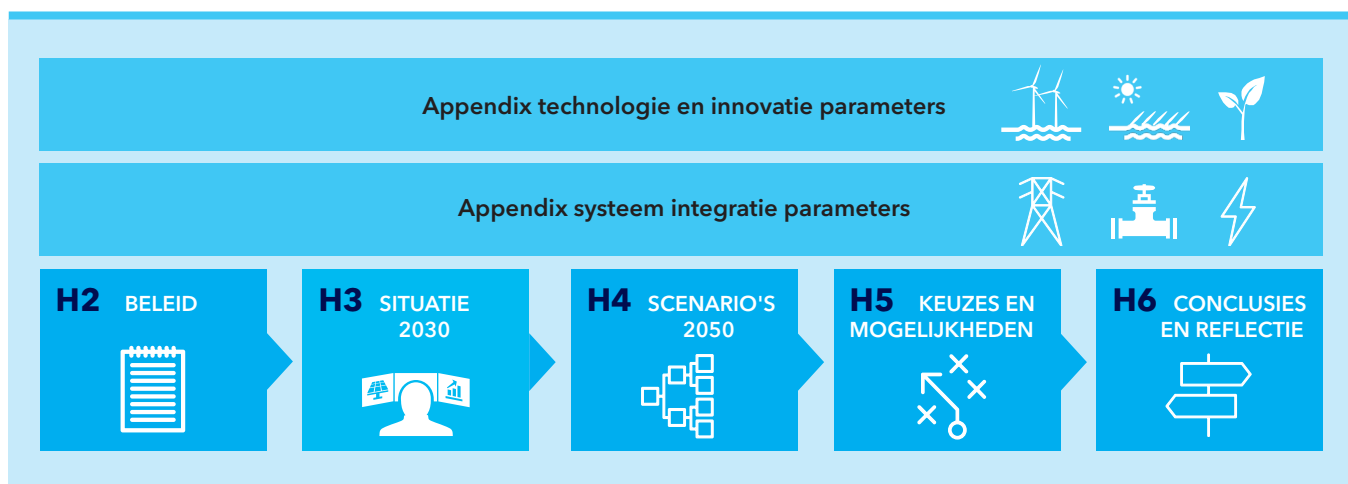 Appendix technologie en innovatie parameters
Appendix systeem integratie parameters
H2 BELEID
H3 SITUATIE
2030
H4 SCENARIO'S
2050
H5 KEUZES EN
MOGELIJKHEDEN
H6 CONCLUSIES
EN REFLECTIE